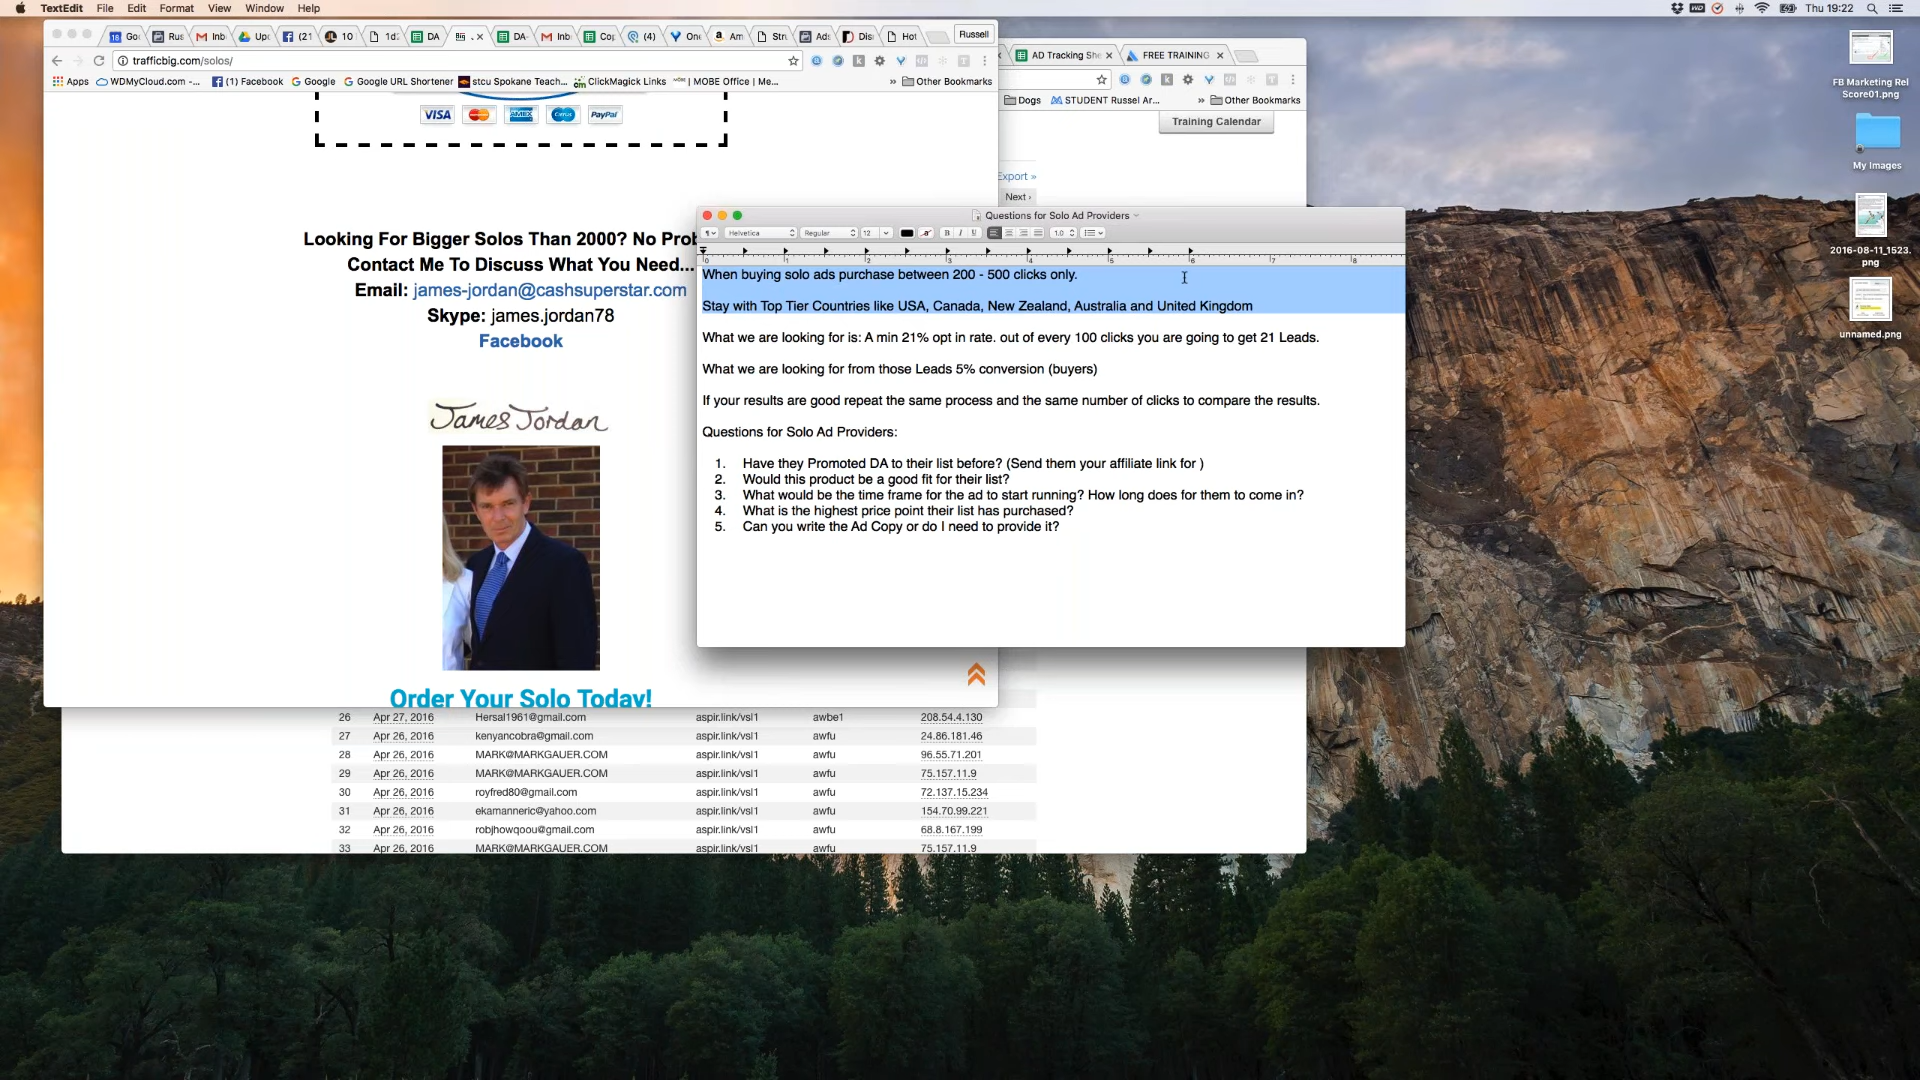 TextEdit File Edit Format View Window Help
Thu 19:22
Russell
trafficbig.com/solos/
Apps WDMyCloud.com -... (1) Facebook Google Google URL Shortener stcu Spokane Teach... ClickMagick Links MOBE Office | Me... » Other Bookmarks
AD Tracking She × FREE TRAINING ×
Dogs STUDENT Russel Ar... » Other Bookmarks
Training Calendar
Export »
Next ›
VISA AMEX Cirrus PayPal
Looking For Bigger Solos Than 2000? No Prob
Contact Me To Discuss What You Need...
Email: james-jordan@cashsuperstar.com
Skype: james.jordan78
Facebook
James Jordan
Order Your Solo Today!
Questions for Solo Ad Providers
Helvetica Regular 12 B I U 1.0
When buying solo ads purchase between 200 - 500 clicks only.
Stay with Top Tier Countries like USA, Canada, New Zealand, Australia and United Kingdom
What we are looking for is: A min 21% opt in rate. out of every 100 clicks you are going to get 21 Leads.
What we are looking for from those Leads 5% conversion (buyers)
If your results are good repeat the same process and the same number of clicks to compare the results.
Questions for Solo Ad Providers:
1. Have they Promoted DA to their list before? (Send them your affiliate link for )
2. Would this product be a good fit for their list?
3. What would be the time frame for the ad to start running? How long does for them to come in?
4. What is the highest price point their list has purchased?
5. Can you write the Ad Copy or do I need to provide it?
26 Apr 27, 2016 Hersal1961@gmail.com aspir.link/vsl1 awbe1 208.54.4.130
27 Apr 26, 2016 kenyancobra@gmail.com aspir.link/vsl1 awfu 24.86.181.46
28 Apr 26, 2016 MARK@MARKGAUER.COM aspir.link/vsl1 awfu 96.55.71.201
29 Apr 26, 2016 MARK@MARKGAUER.COM aspir.link/vsl1 awfu 75.157.11.9
30 Apr 26, 2016 royfred80@gmail.com aspir.link/vsl1 awfu 72.137.15.234
31 Apr 26, 2016 ekamanneric@yahoo.com aspir.link/vsl1 awfu 154.70.99.221
32 Apr 26, 2016 robjhowqoou@gmail.com aspir.link/vsl1 awfu 68.8.167.199
33 Apr 26, 2016 MARK@MARKGAUER.COM aspir.link/vsl1 awfu 75.157.11.9
FB Marketing Rel
Score01.png
My Images
2016-08-11_1523.
png
unnamed.png